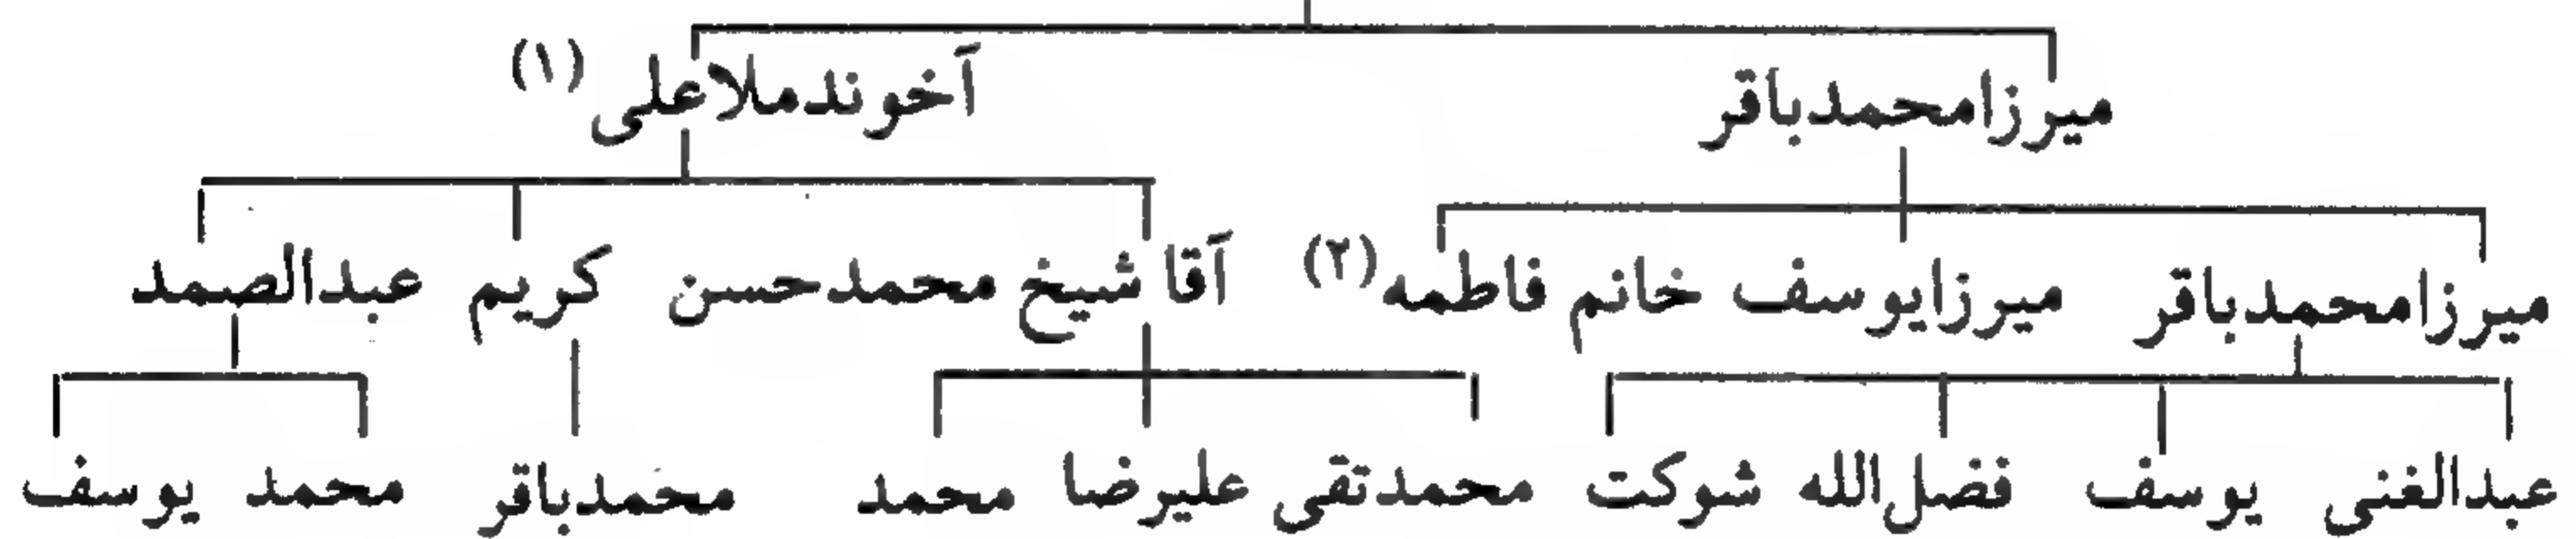 میرزامحمدباقر آخوندملاعلی (۱)
میرزامحمدباقر میرزایوسف خانم فاطمه (۲) آقا شیخ محمدحسن کریم عبدالصمد
عبدالغنی یوسف فضل‌الله شوکت محمدتقی علیرضا محمد محمدباقر محمد یوسف